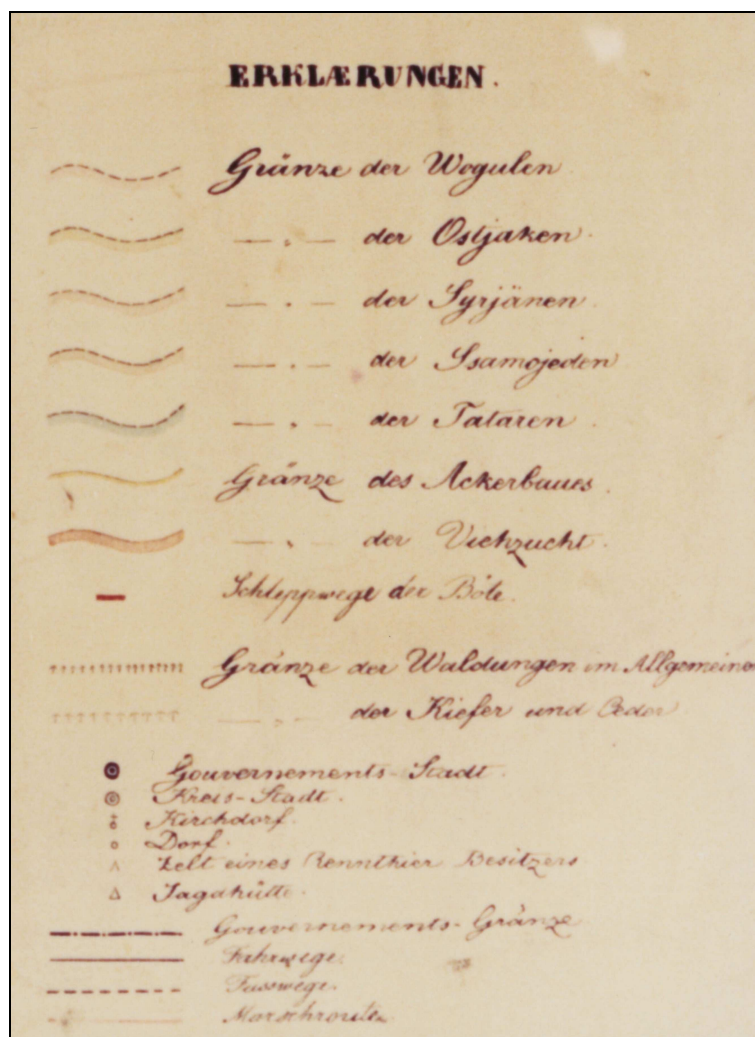 ERKLÆRUNGEN.
Gränze der Wogulen
— „ — der Ostjaken.
— „ — der Syrjänen.
— „ — der Ssamojeden
— „ — der Tataren.
Gränze des Ackerbaues.
— „ — der Viehzucht.
Schleppwege der Böte.
Gränze der Waldungen im Allgemeinen
— „ — der Kiefer und Ceder
Gouvernements-Stadt.
Kreis-Stadt.
Kirchdorf.
Dorf.
Zelt eines Rennthier Besitzers
Jagahütte.
Gouvernements-Gränze
Fahrwege.
Fusswege.
Marschroute.